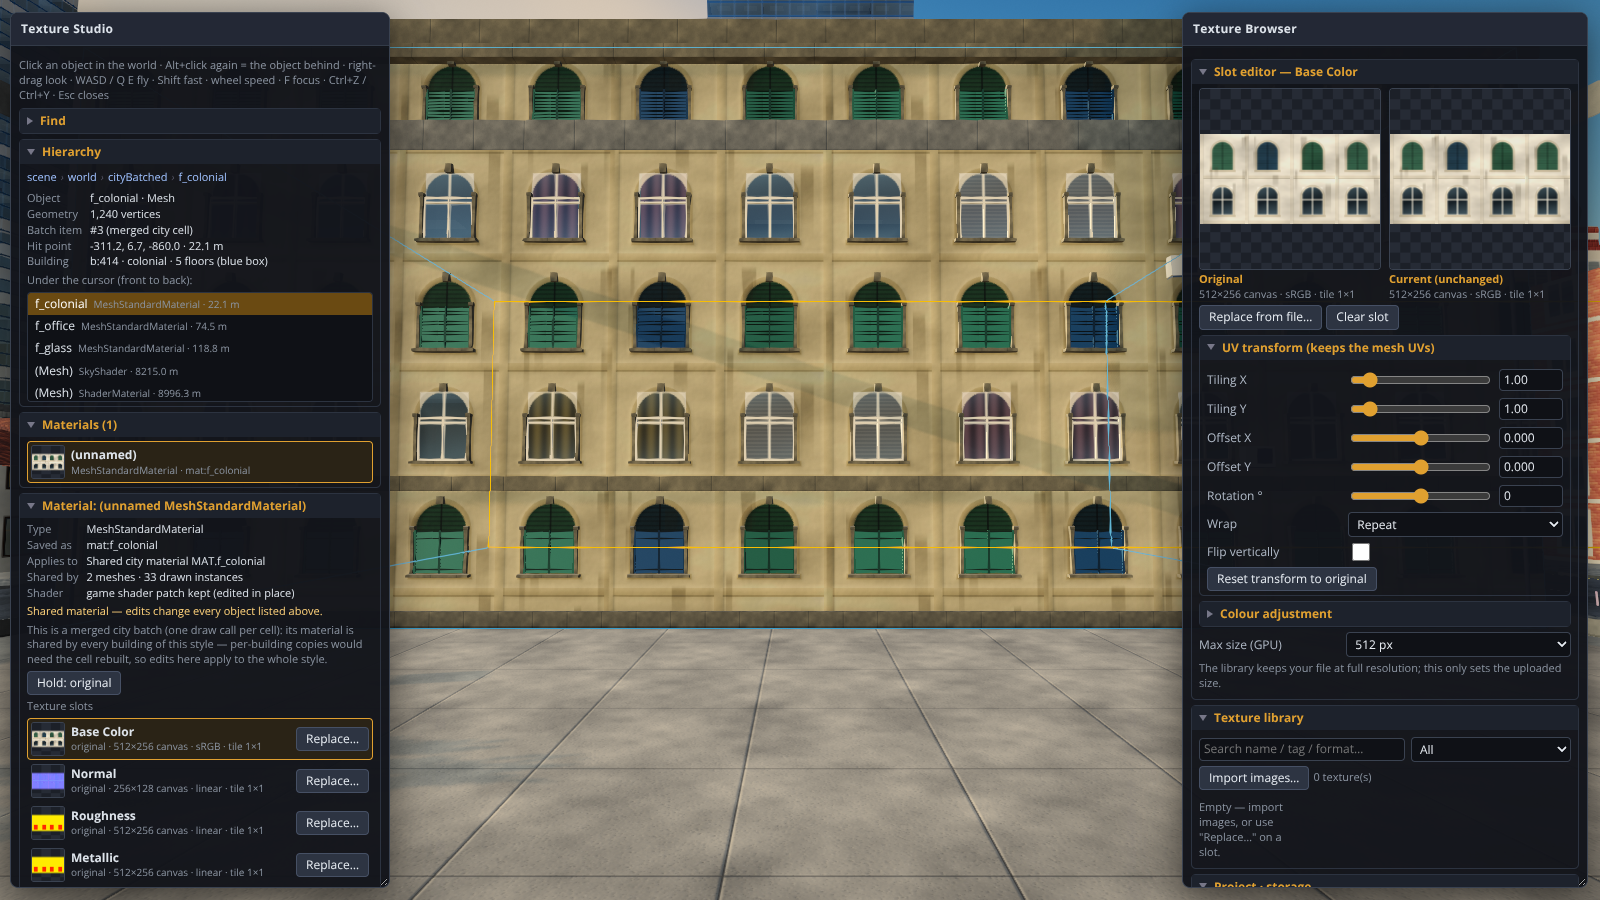 Texture Studio
Click an object in the world · Alt+click again = the object behind · right-
drag look · WASD / Q E fly · Shift fast · wheel speed · F focus · Ctrl+Z /
Ctrl+Y · Esc closes
Find
Hierarchy
scene › world › cityBatched › f_colonial
Object f_colonial · Mesh
Geometry 1,240 vertices
Batch item #3 (merged city cell)
Hit point -311.2, 6.7, -860.0 · 22.1 m
Building b:414 · colonial · 5 floors (blue box)
Under the cursor (front to back):
f_colonial MeshStandardMaterial · 22.1 m
f_office MeshStandardMaterial · 74.5 m
f_glass MeshStandardMaterial · 118.8 m
(Mesh) SkyShader · 8215.0 m
(Mesh) ShaderMaterial · 8996.3 m
Materials (1)
(unnamed)
MeshStandardMaterial · mat:f_colonial
Material: (unnamed MeshStandardMaterial)
Type MeshStandardMaterial
Saved as mat:f_colonial
Applies to Shared city material MAT.f_colonial
Shared by 2 meshes · 33 drawn instances
Shader game shader patch kept (edited in place)
Shared material — edits change every object listed above.
This is a merged city batch (one draw call per cell): its material is
shared by every building of this style — per-building copies would
need the cell rebuilt, so edits here apply to the whole style.
Hold: original
Texture slots
Base Color
original · 512×256 canvas · sRGB · tile 1×1
Replace...
Normal
original · 256×128 canvas · linear · tile 1×1
Replace...
Roughness
original · 512×256 canvas · linear · tile 1×1
Replace...
Metallic
original · 512×256 canvas · linear · tile 1×1
Replace...
Texture Browser
Slot editor — Base Color
Original
512×256 canvas · sRGB · tile 1×1
Current (unchanged)
512×256 canvas · sRGB · tile 1×1
Replace from file...
Clear slot
UV transform (keeps the mesh UVs)
Tiling X 1.00
Tiling Y 1.00
Offset X 0.000
Offset Y 0.000
Rotation ° 0
Wrap Repeat
Flip vertically
Reset transform to original
Colour adjustment
Max size (GPU) 512 px
The library keeps your file at full resolution; this only sets the uploaded
size.
Texture library
Search name / tag / format...
All
Import images... 0 texture(s)
Empty — import
images, or use
"Replace..." on a
slot.
Project · storage